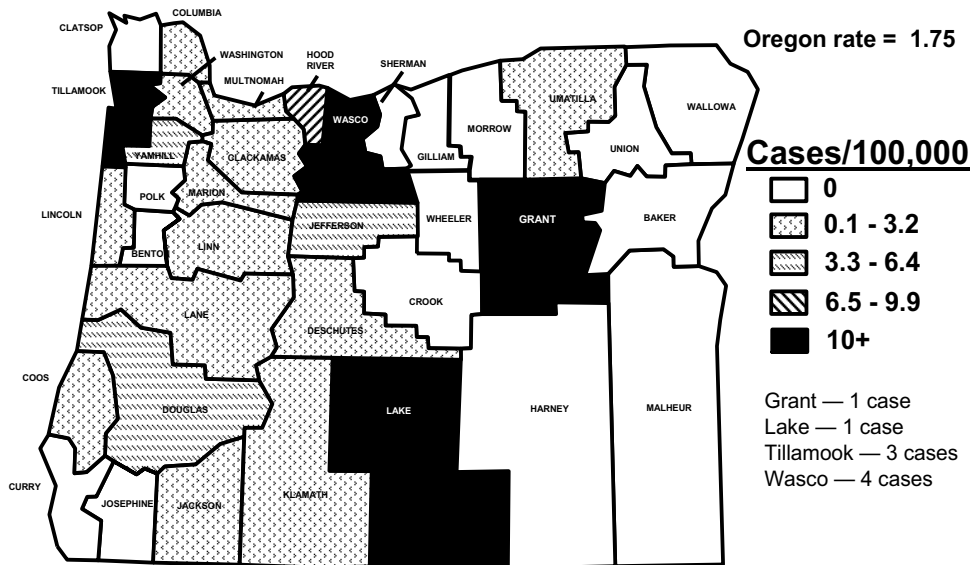 COLUMBIA
CLATSOP
Oregon rate = 1.75
WASHINGTON
HOOD
RIVER
SHERMAN
MULTNOMAH
TILLAMOOK
UMATILLA
WALLOWA
WASCO
MORROW
UNION
YAMHILL
CLACKAMAS
GILLIAM
Cases/100,000
0
POLK
MARION
LINCOLN
WHEELER
GRANT
BAKER
0.1 - 3.2
JEFFERSON
BENTO
LINN
3.3 - 6.4
CROOK
6.5 - 9.9
LANE
DESCHUTES
10+
COOS
DOUGLAS
LAKE
HARNEY
MALHEUR
Grant — 1 case
Lake — 1 case
Tillamook — 3 cases
Wasco — 4 cases
CURRY
JOSEPHINE
JACKSON
KLAMATH